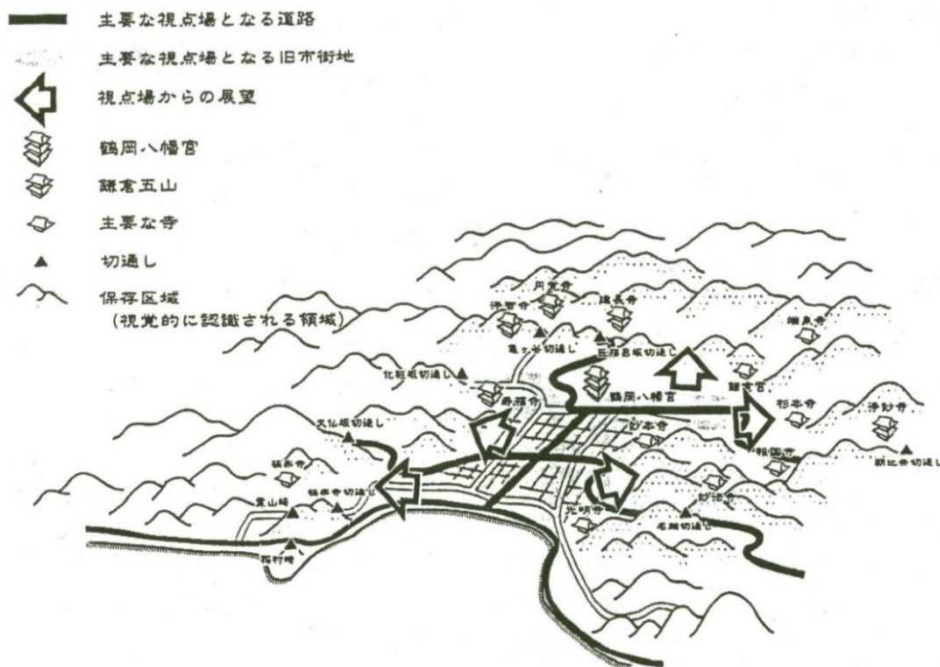 主要な視点場となる道路
主要な視点場となる旧市街地
視点場からの展望
鶴岡八幡宮
鎌倉五山
主要な寺
切通し
保存区域
(視覚的に認識される領域)
円覚寺
浄智寺
建長寺
瑞泉寺
亀ヶ谷切通し
巨福呂坂切通し
化粧坂切通し
鎌倉宮
寿福寺
鶴岡八幡宮
杉本寺
浄妙寺
大仏坂切通し
妙本寺
報国寺
朝比奈切通し
極楽寺
妙法寺
霊山崎
極楽寺切通し
光明寺
名越切通し
稲村崎